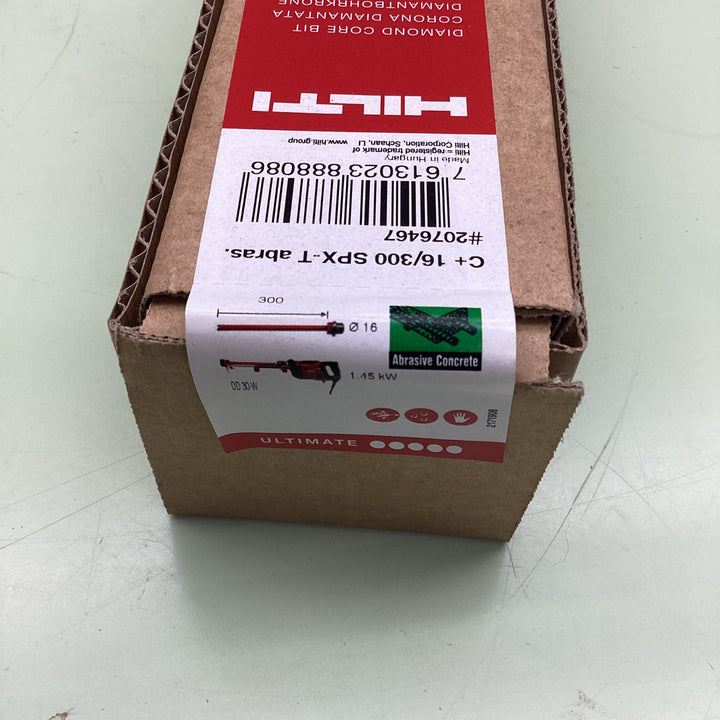 DIAMOND CORE BIT
CORONA DIAMANTATA
DIAMANTBOHRKRONE
HILTI
Hilti = registered trademark of
Hilti Corporation, Schaan, LI
www.hilti.group
Made in Hungary
7 613023 888086
#2076467
C+ 16/300 SPX-T abras.
300
Ø 16
Abrasive Concrete
DD 30-W
1.45 kW
2171908
ULTIMATE